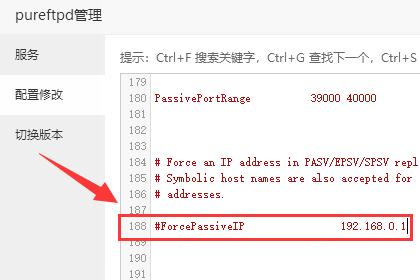 pureftpd管理
服务
提示：Ctrl+F 搜索关键字，Ctrl+G 查找下一个，Ctrl+S
配置修改
切换版本
179
180 PassivePortRange 39000 40000
181
182
183
184 # Force an IP address in PASV/EPSV/SPSV repl
185 # Symbolic host names are also accepted for
186 # addresses.
187
188 #ForcePassiveIP 192.168.0.1
189
190
191